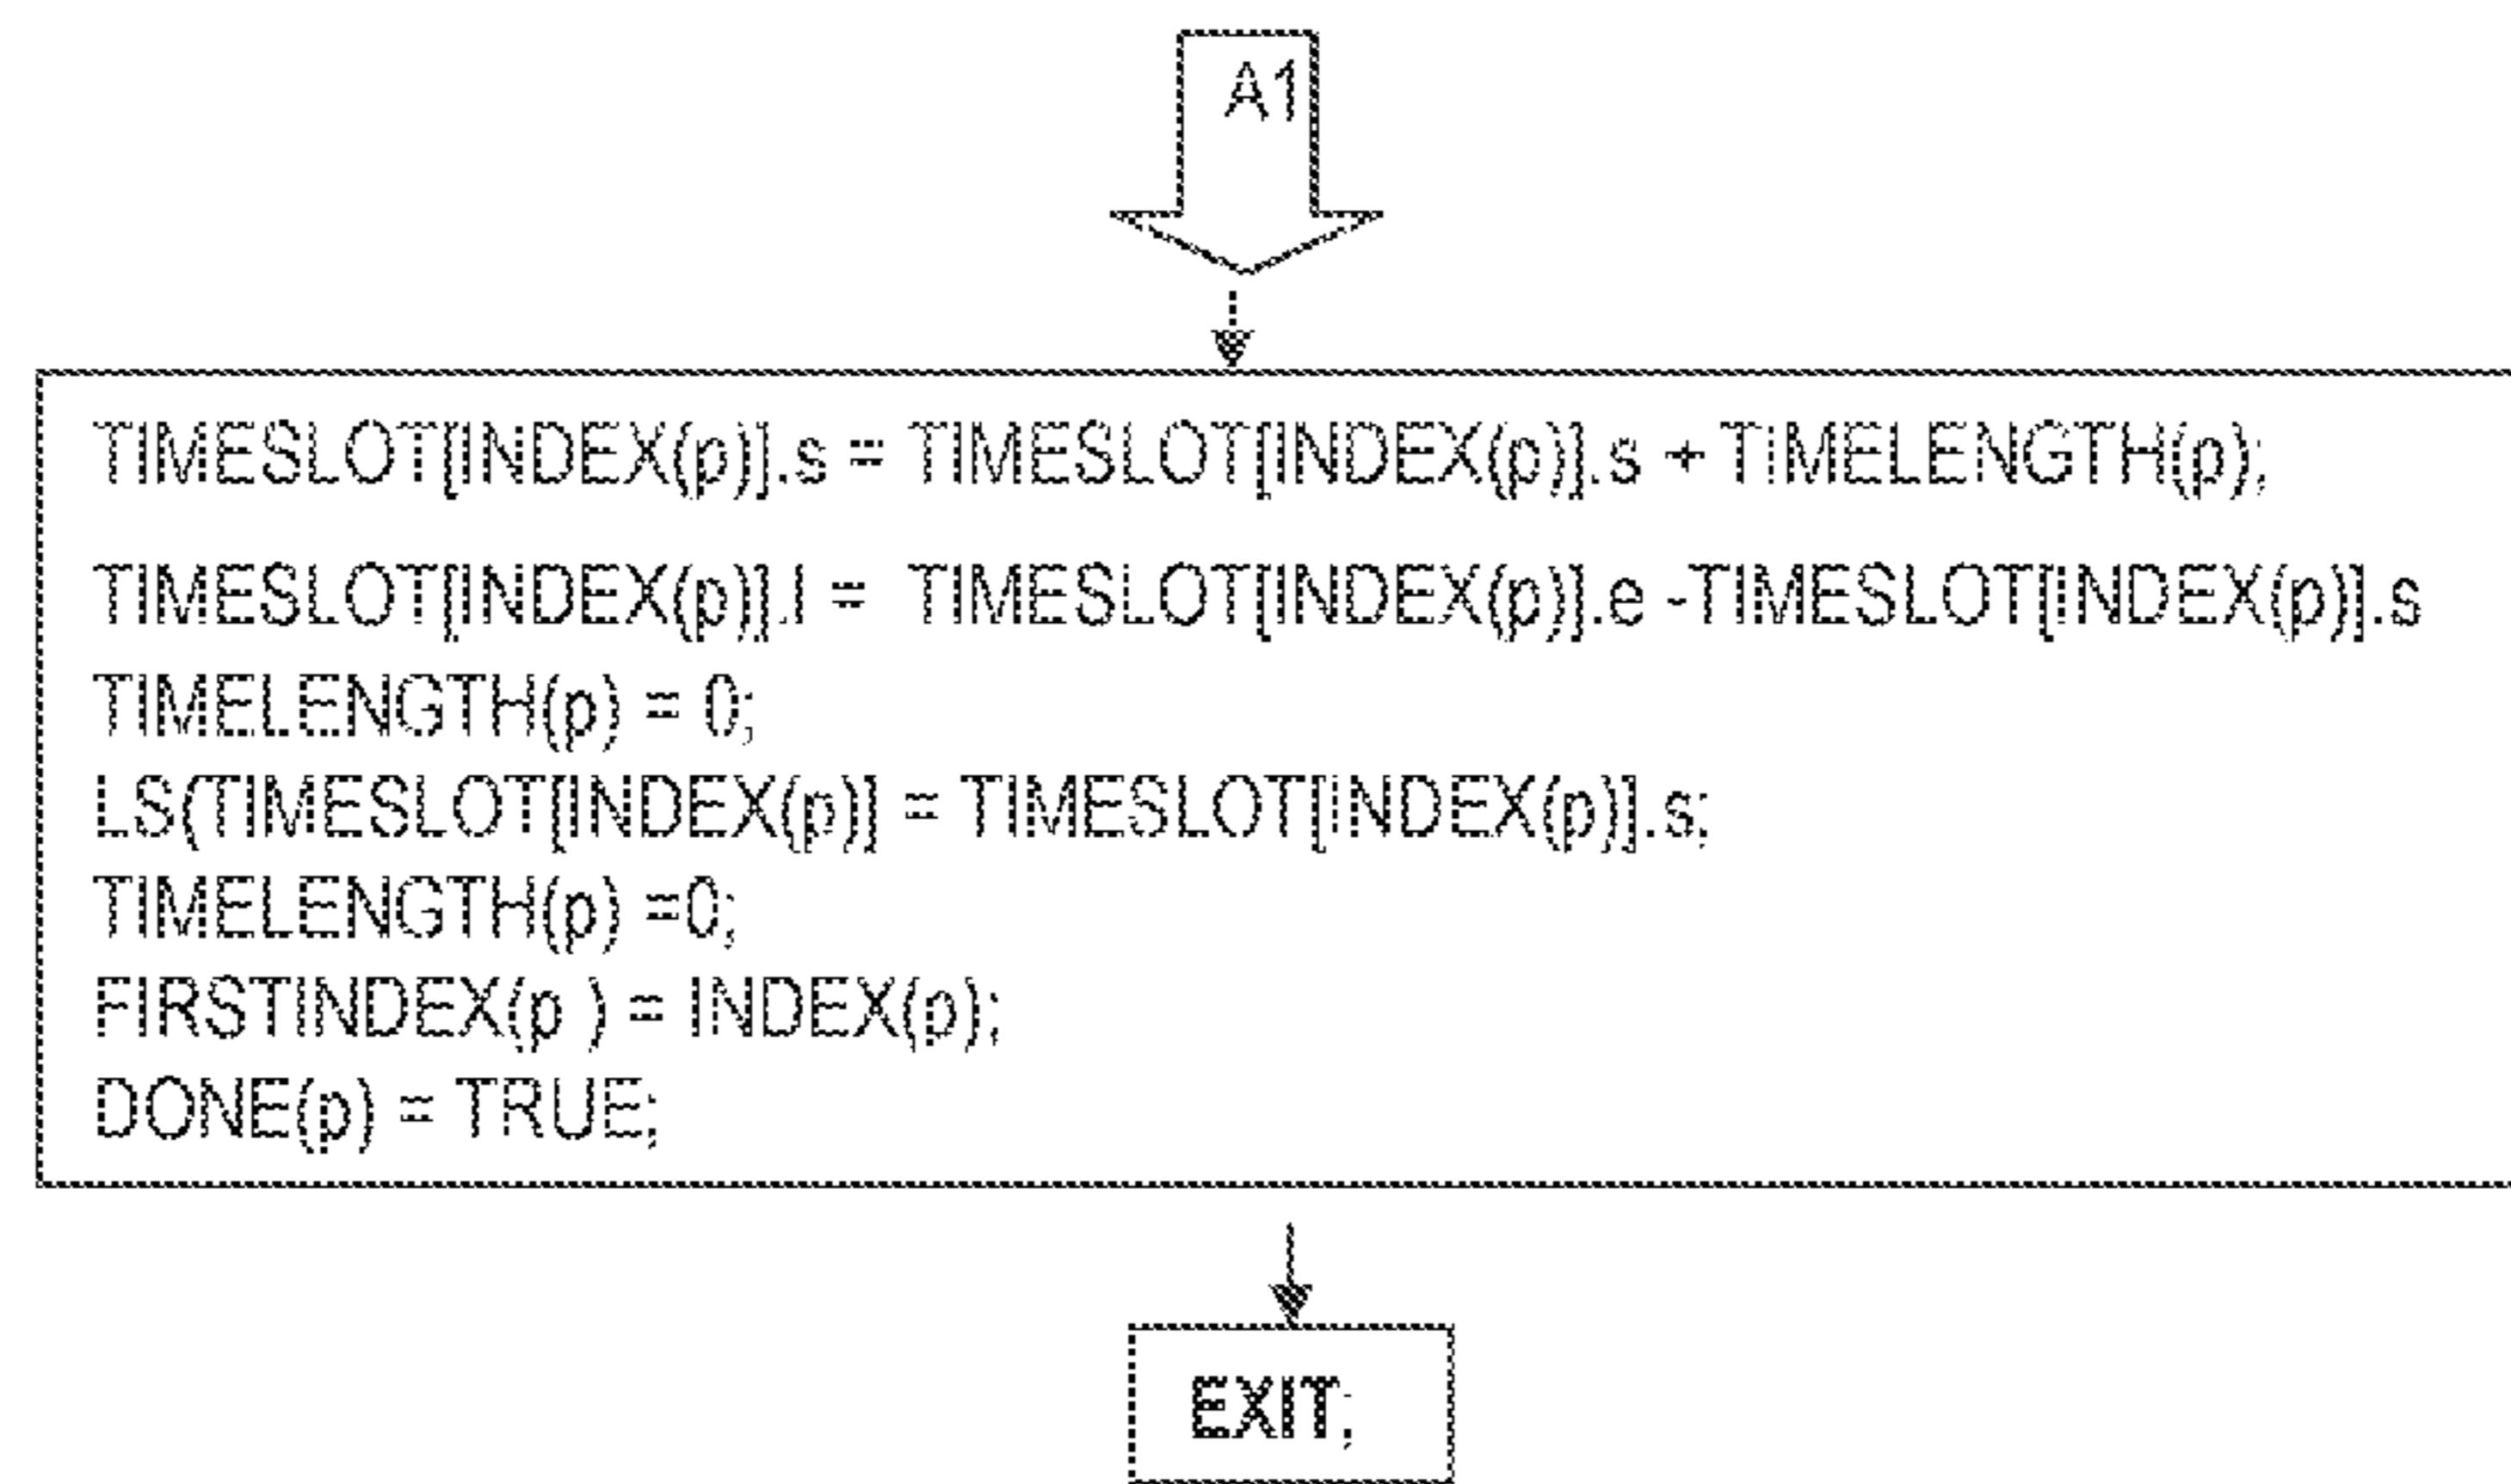 A1
TIMESLOT[INDEX(p)].s = TIMESLOT[INDEX(p)].s + TIMELENGTH(p);
TIMESLOT[INDEX(p)].l = TIMESLOT[INDEX(p)].e -TIMESLOT[INDEX(p)].s
TIMELENGTH(p) = 0;
LS(TIMESLOT[INDEX(p)] = TIMESLOT[INDEX(p)].s;
TIMELENGTH(p) =0;
FIRSTINDEX(p ) = INDEX(p);
DONE(p) = TRUE;
EXIT;